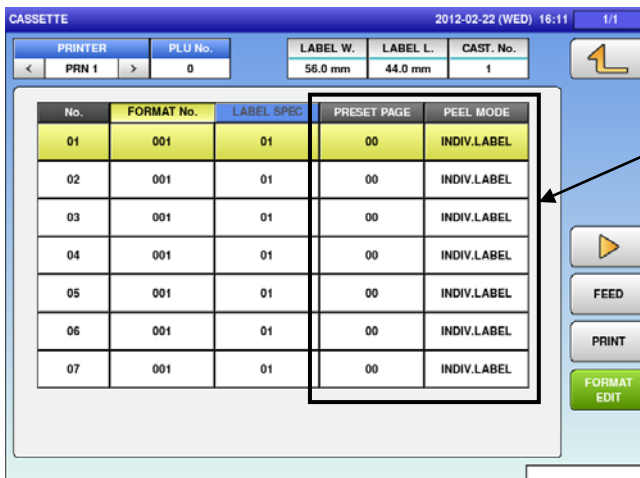 CASSETTE 2012-02-22 (WED) 16:11 1/1
PRINTER PLU No. LABEL W. LABEL L. CAST. No.
< PRN 1 > 0 56.0 mm 44.0 mm 1
No. FORMAT No. LABEL SPEC PRESET PAGE PEEL MODE
01 001 01 00 INDIV.LABEL
02 001 01 00 INDIV.LABEL
03 001 01 00 INDIV.LABEL
04 001 01 00 INDIV.LABEL
05 001 01 00 INDIV.LABEL
06 001 01 00 INDIV.LABEL
07 001 01 00 INDIV.LABEL
FEED
PRINT
FORMAT
EDIT